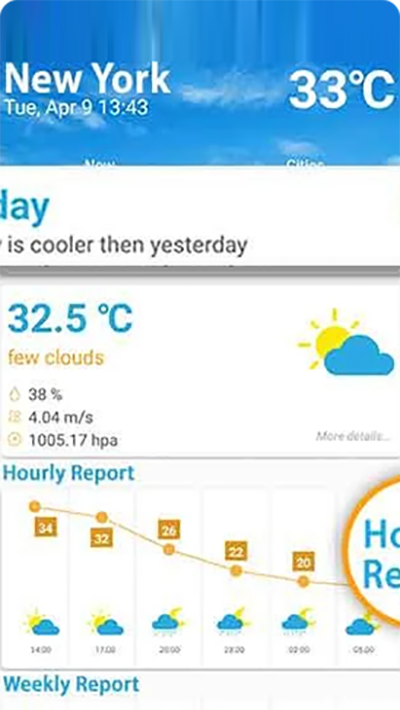 New York
33°C
Tue, Apr 9 13:43
Now
Cities
day
is cooler then yesterday
32.5 °C
few clouds
38 %
4.04 m/s
1005.17 hpa
More details...
Hourly Report
34
32
26
22
20
14:00
17:00
20:00
23:00
02:00
05:00
Ho
Re
Weekly Report